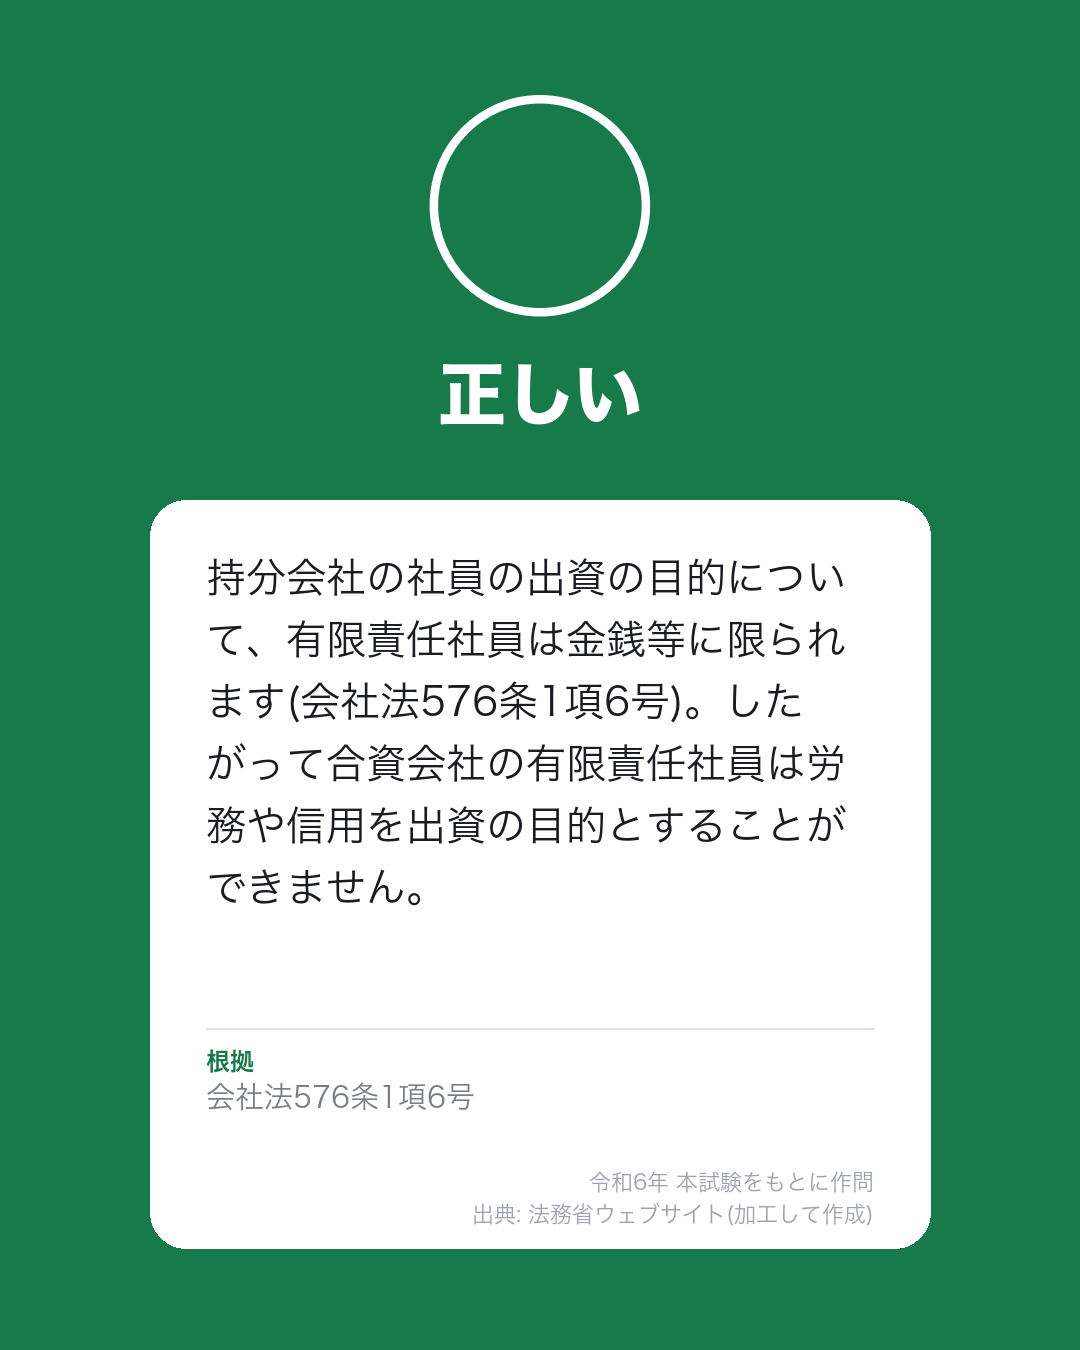 正しい
持分会社の社員の出資の目的につい
て、有限責任社員は金銭等に限られ
ます(会社法576条1項6号)。した
がって合資会社の有限責任社員は労
務や信用を出資の目的とすることが
できません。
根拠
会社法576条1項6号
令和6年 本試験をもとに作問
出典: 法務省ウェブサイト(加工して作成)